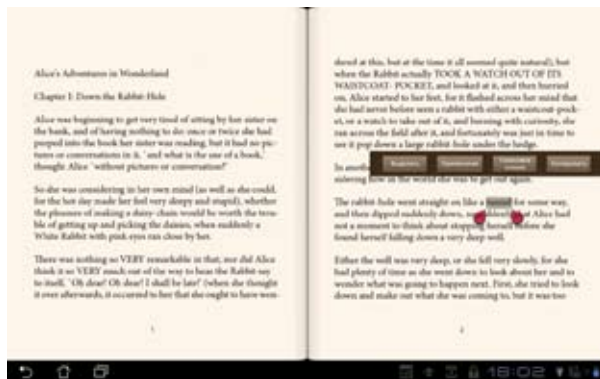 Alice's Adventures in Wonderland
Chapter I: Down the Rabbit-Hole
Alice was beginning to get very tired of sitting by her sister on
the bank, and of having nothing to do: once or twice she had
peeped into the book her sister was reading, but it had no pic-
tures or conversations in it, 'and what is the use of a book,'
thought Alice 'without pictures or conversation?'
So she was considering in her own mind (as well as she could,
for the hot day made her feel very sleepy and stupid), whether
the pleasure of making a daisy-chain would be worth the trou-
ble of getting up and picking the daisies, when suddenly a
White Rabbit with pink eyes ran close by her.
There was nothing so VERY remarkable in that; nor did Alice
think it so VERY much out of the way to hear the Rabbit say
to itself, 'Oh dear! Oh dear! I shall be late!' (when she thought
it over afterwards, it occurred to her that she ought to have won-
1
dered at this, but at the time it all seemed quite natural); but
when the Rabbit actually TOOK A WATCH OUT OF ITS
WAISTCOAT- POCKET, and looked at it, and then hurried
on, Alice started to her feet, for it flashed across her mind that
she had never before seen a rabbit with either a waistcoat-pock-
et, or a watch to take out of it, and burning with curiosity, she
ran across the field after it, and fortunately was just in time to
see it pop down a large rabbit-hole under the hedge.
In anoth
sidering how in the world she was to get out again.
The rabbit-hole went straight on like a tunnel for some way,
and then dipped suddenly down, so suddenly that Alice had
not a moment to think about stopping herself before she
found herself falling down a very deep well.
Either the well was very deep, or she fell very slowly, for she
had plenty of time as she went down to look about her and to
wonder what was going to happen next. First, she tried to look
down and make out what she was coming to, but it was too
2
18:02